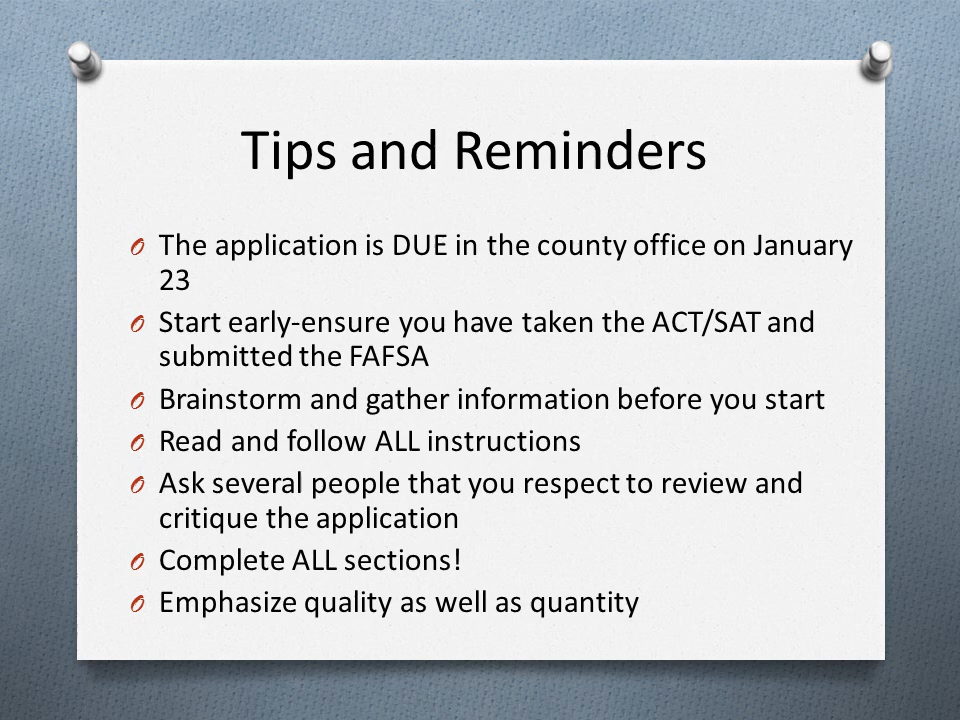 Tips and Reminders
The application is DUE in the county office on January
23
Start early-ensure you have taken the ACT/SAT and
submitted the FAFSA
Brainstorm and gather information before you start
Read and follow ALL instructions
Ask several people that you respect to review and
critique the application
Complete ALL sections!
Emphasize quality as well as quantity